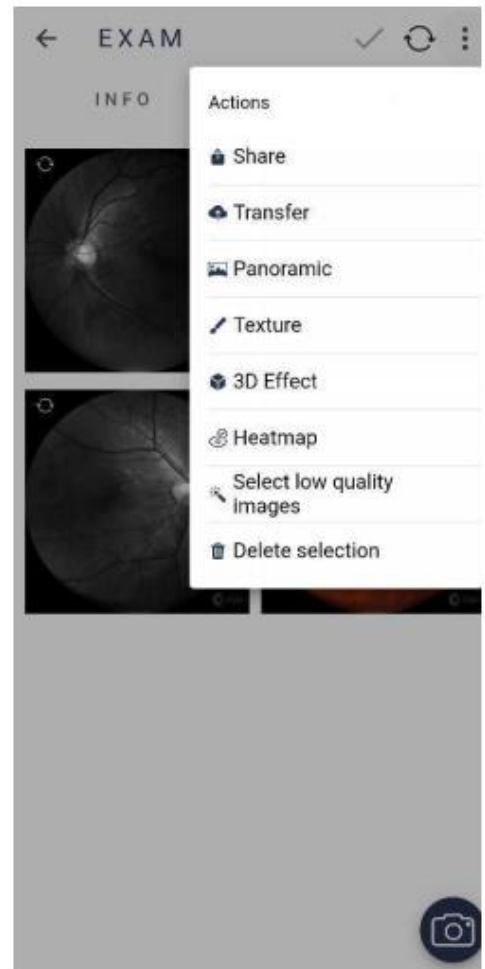 EXAM
INFO
Actions
Share
Transfer
Panoramic
Texture
3D Effect
Heatmap
Select low quality
images
Delete selection